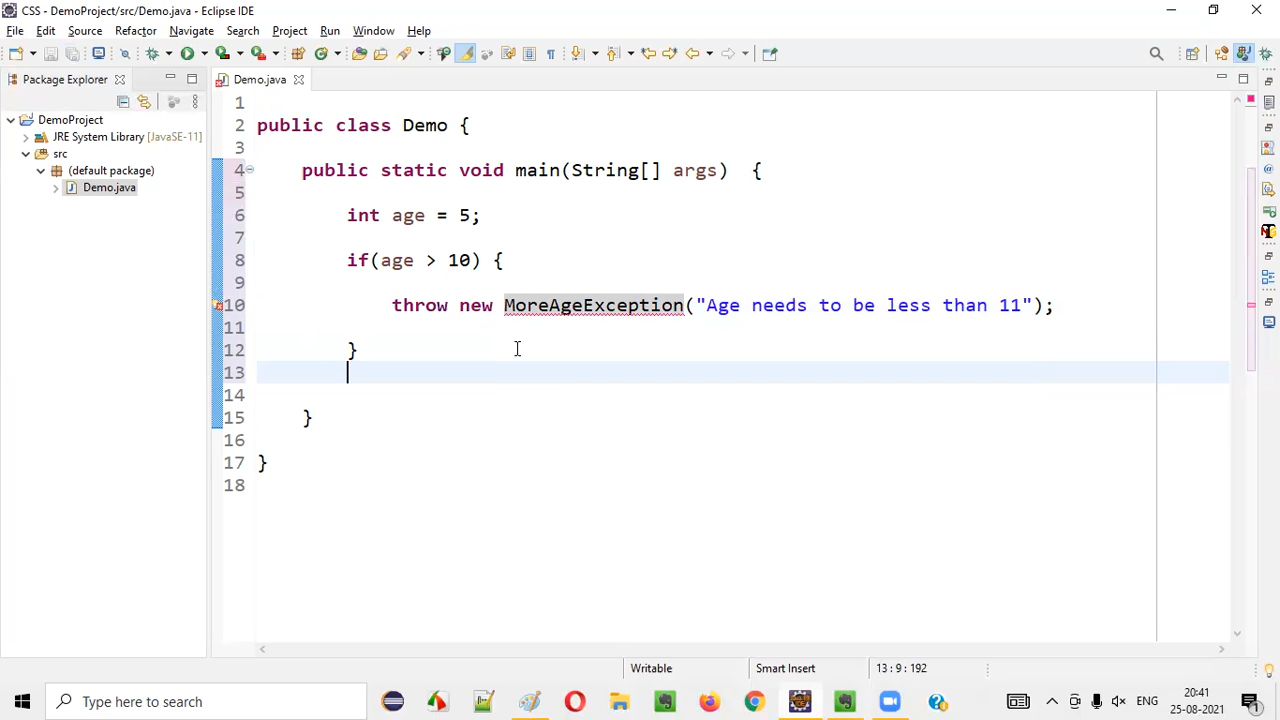 CSS - DemoProject/src/Demo.java - Eclipse IDE
File Edit Source Refactor Navigate Search Project Run Window Help
Package Explorer
Demo.java
DemoProject
JRE System Library [JavaSE-11]
src
(default package)
Demo.java
1
2 public class Demo {
3
4 public static void main(String[] args) {
5
6 int age = 5;
7
8 if(age > 10) {
9
10 throw new MoreAgeException("Age needs to be less than 11");
11
12 }
13
14
15 }
16
17 }
18
Writable Smart Insert 13 : 9 : 192
Type here to search
ENG
20:41
25-08-2021